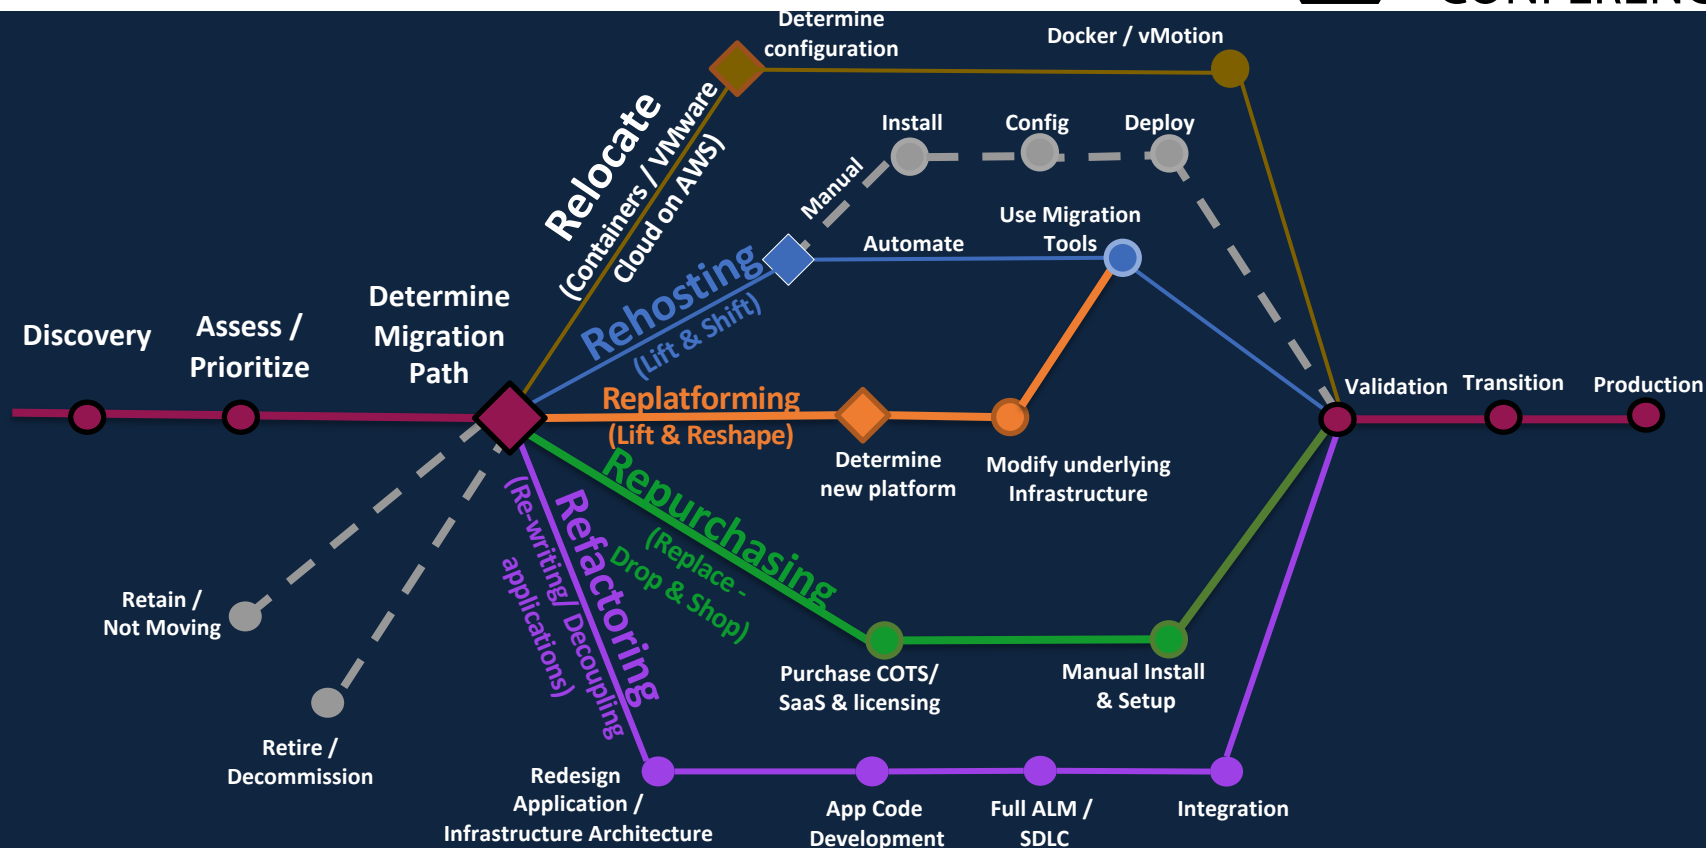 Determine
configuration
Docker / vMotion
Relocate
(Containers / VMware
Cloud on AWS)
Install
Config
Deploy
Manual
Use Migration
Tools
Automate
Rehosting
(Lift & Shift)
Discovery
Assess /
Prioritize
Determine
Migration
Path
Replatforming
(Lift & Reshape)
Determine
new platform
Modify underlying
Infrastructure
Validation
Transition
Production
Repurchasing
(Replace -
Drop & Shop)
Refactoring
(Re-writing/ Decoupling
applications)
Retain /
Not Moving
Retire /
Decommission
Purchase COTS/
SaaS & licensing
Manual Install
& Setup
Redesign
Application /
Infrastructure Architecture
App Code
Development
Full ALM /
SDLC
Integration